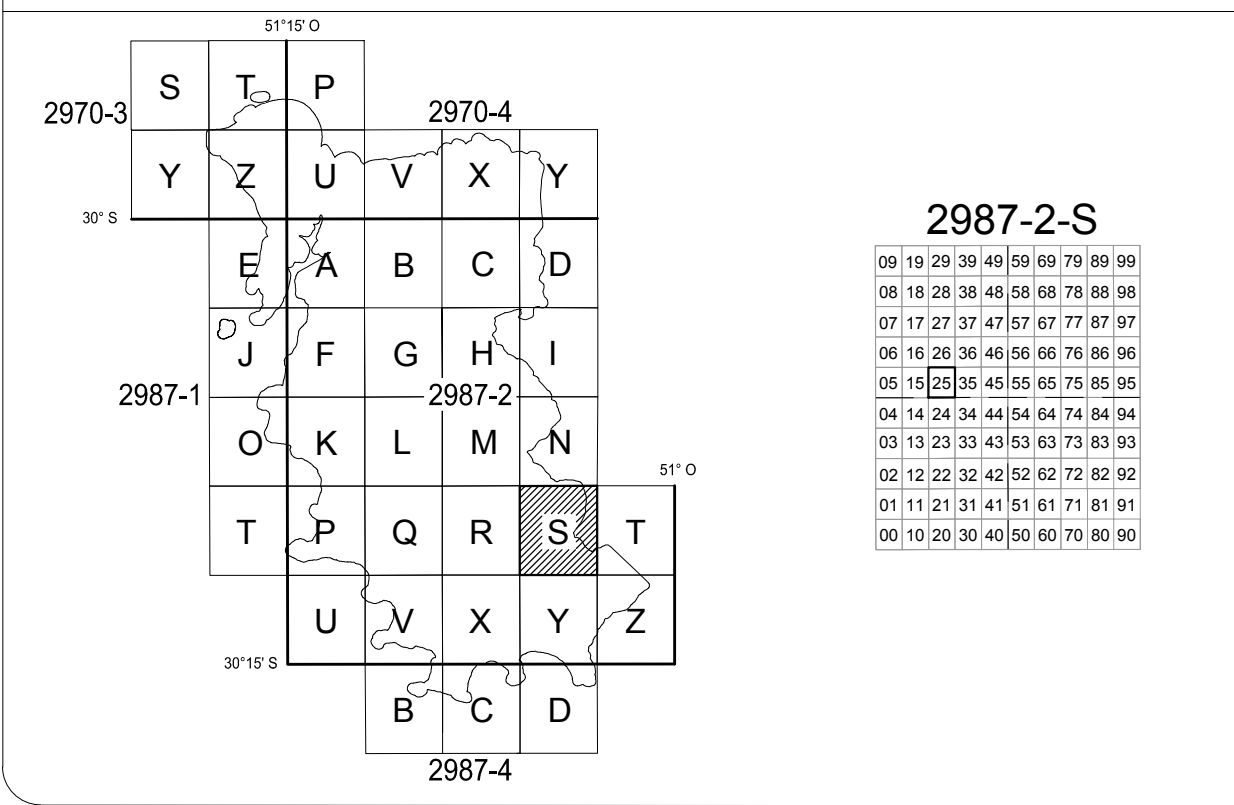 51°15' O
S T P
2970-3 2970-4
Y Z U V X Y
30° S
E A B C D
J F G H I
2987-1 2987-2
O K L M N
51° O
T P Q R S T
U V X Y Z
30°15' S
B C D
2987-4
2987-2-S
09 19 29 39 49 59 69 79 89 99
08 18 28 38 48 58 68 78 88 98
07 17 27 37 47 57 67 77 87 97
06 16 26 36 46 56 66 76 86 96
05 15 25 35 45 55 65 75 85 95
04 14 24 34 44 54 64 74 84 94
03 13 23 33 43 53 63 73 83 93
02 12 22 32 42 52 62 72 82 92
01 11 21 31 41 51 61 71 81 91
00 10 20 30 40 50 60 70 80 90